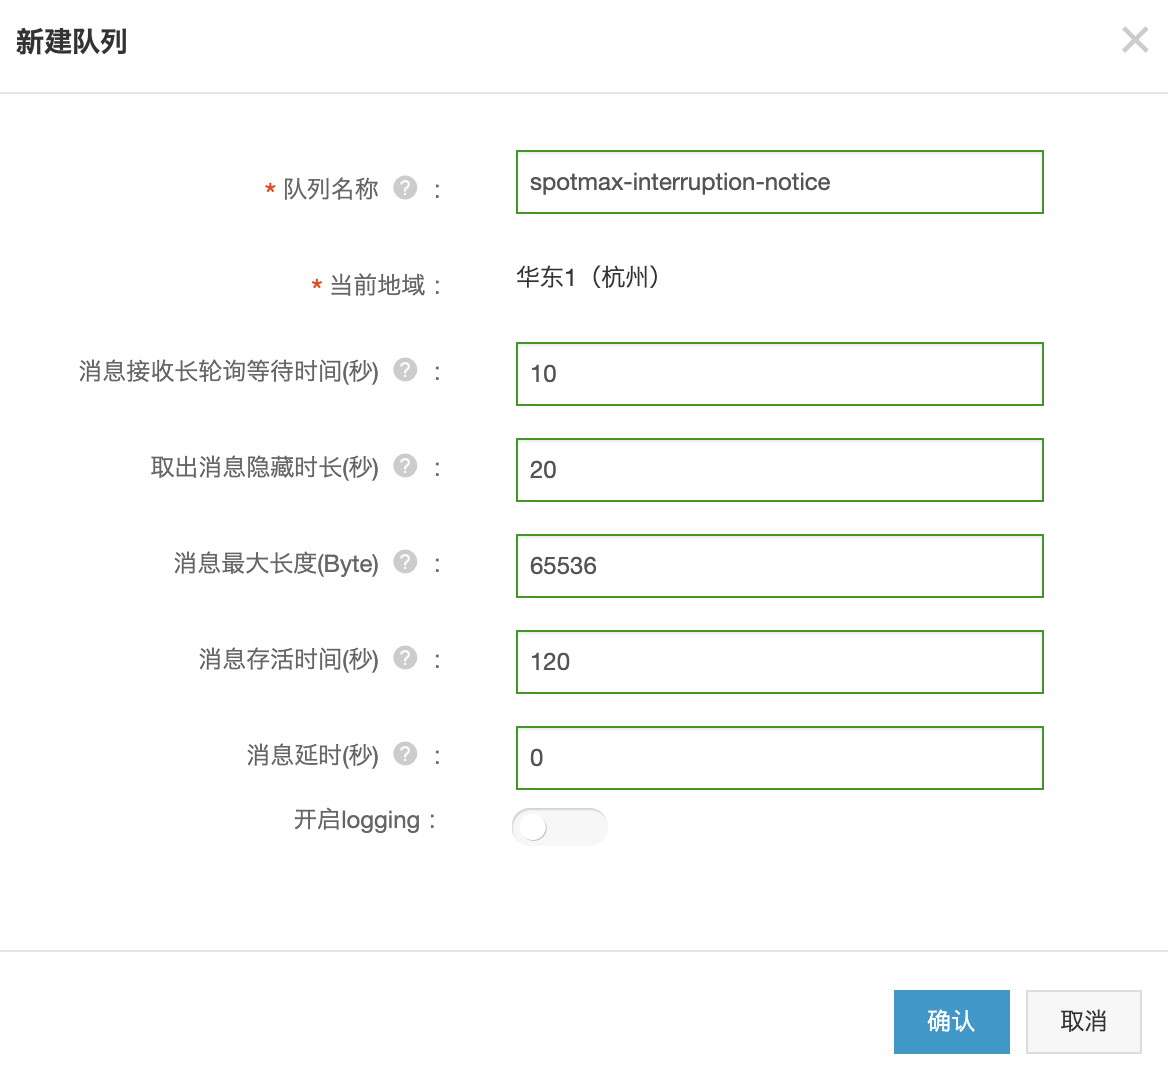 新建队列
* 队列名称 ? : spotmax-interruption-notice
* 当前地域 : 华东1（杭州）
消息接收长轮询等待时间(秒) ? : 10
取出消息隐藏时长(秒) ? : 20
消息最大长度(Byte) ? : 65536
消息存活时间(秒) ? : 120
消息延时(秒) ? : 0
开启logging :
确认 取消